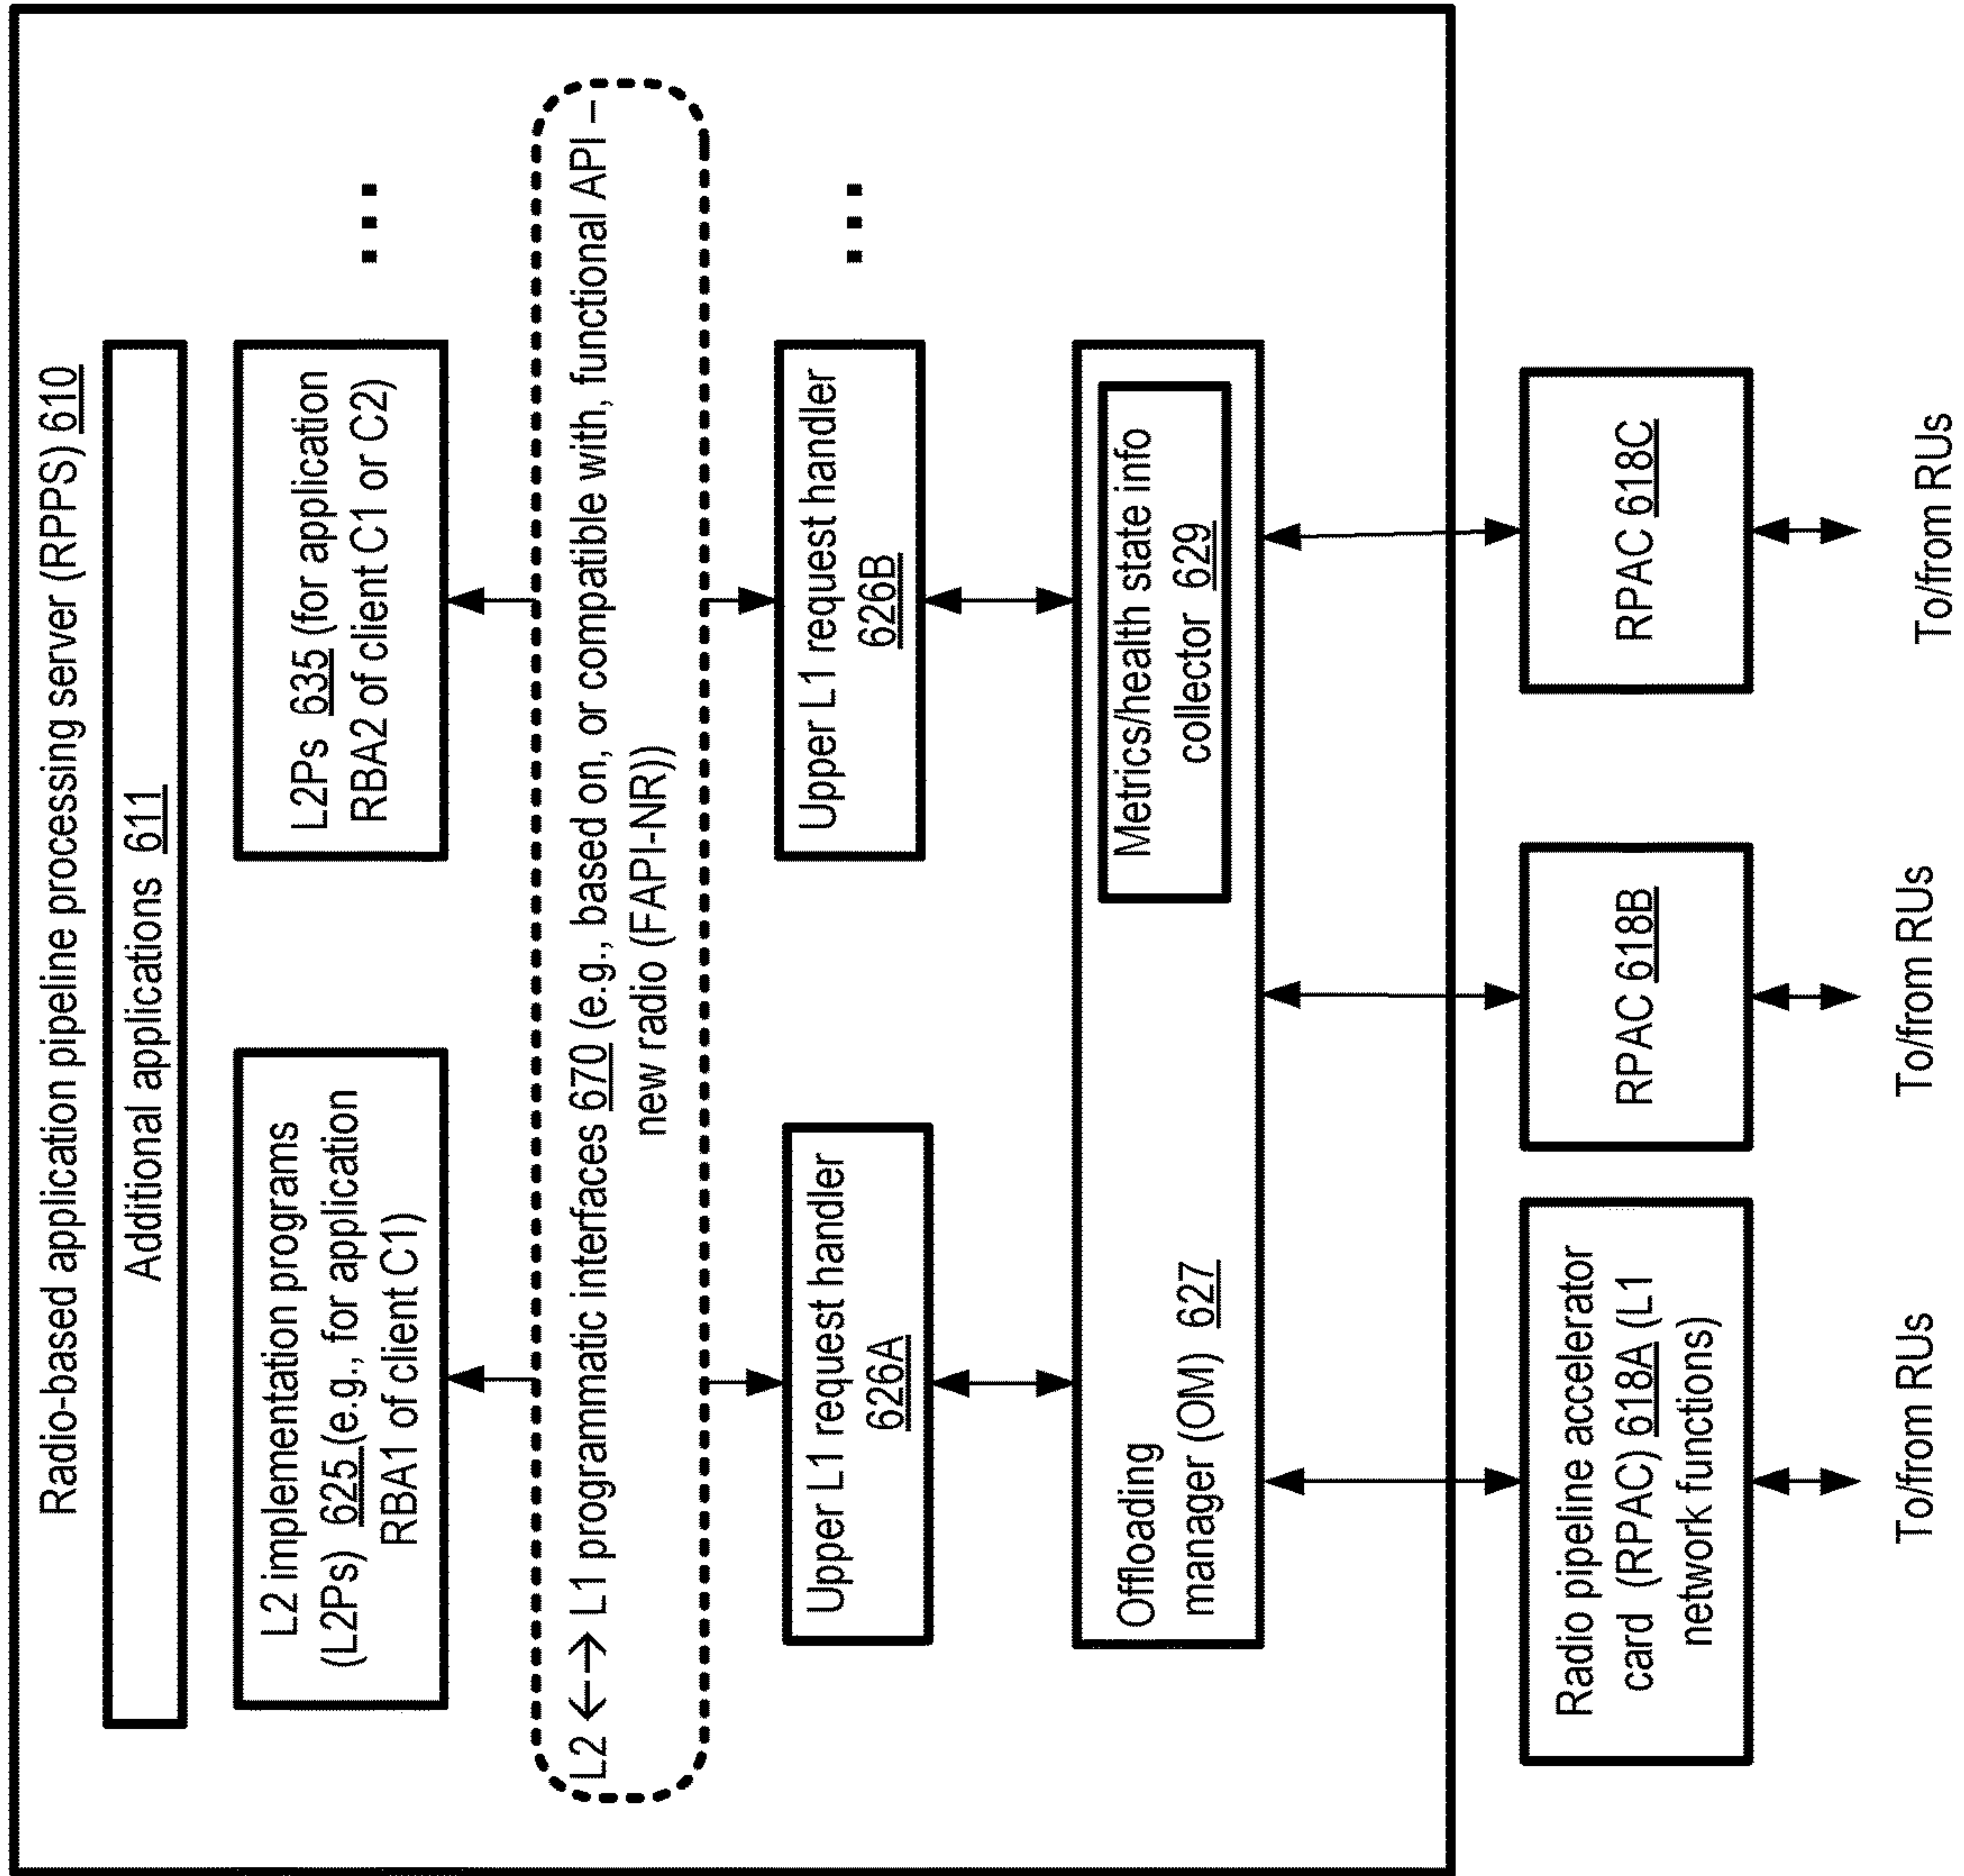 Radio-based application pipeline processing server (RPPS) 610
Additional applications 611
L2 implementation programs
(L2Ps) 625 (e.g., for application
RBA1 of client C1)
L2Ps 635 (for application
RBA2 of client C1 or C2)
...
L2 ←→ L1 programmatic interfaces 670 (e.g., based on, or compatible with, functional API –
new radio (FAPI-NR))
Upper L1 request handler
626A
Upper L1 request handler
626B
...
Offloading
manager (OM) 627
Metrics/health state info
collector 629
Radio pipeline accelerator
card (RPAC) 618A (L1
network functions)
RPAC 618B
RPAC 618C
To/from RUs
To/from RUs
To/from RUs